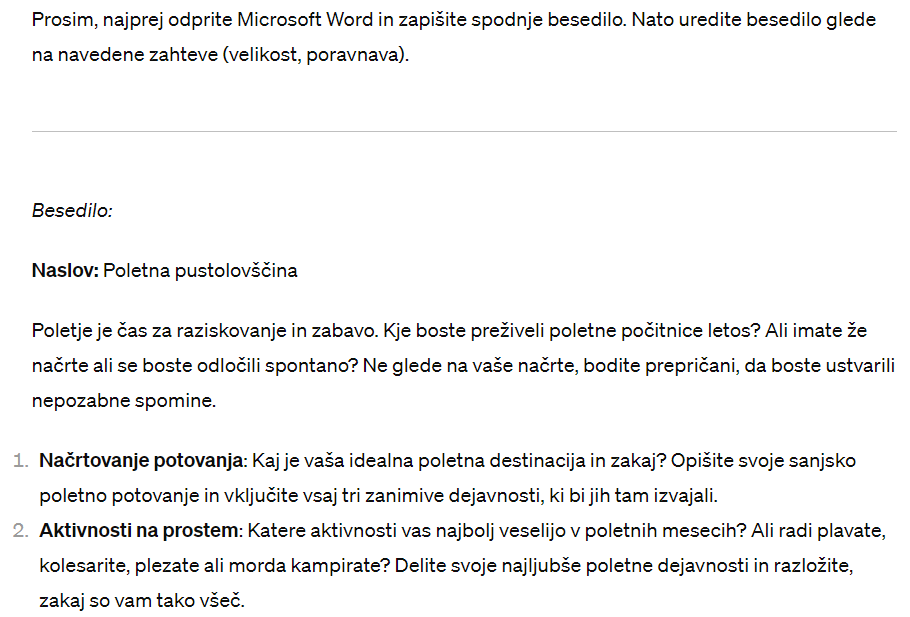 Prosim, najprej odprite Microsoft Word in zapišite spodnje besedilo. Nato uredite besedilo glede
na navedene zahteve (velikost, poravnava).
Besedilo:
Naslov: Poletna pustolovščina
Poletje je čas za raziskovanje in zabavo. Kje boste preživeli poletne počitnice letos? Ali imate že
načrte ali se boste odločili spontano? Ne glede na vaše načrte, bodite prepričani, da boste ustvarili
nepozabne spomine.
1. Načrtovanje potovanja: Kaj je vaša idealna poletna destinacija in zakaj? Opišite svoje sanjsko
poletno potovanje in vključite vsaj tri zanimive dejavnosti, ki bi jih tam izvajali.
2. Aktivnosti na prostem: Katere aktivnosti vas najbolj veselijo v poletnih mesecih? Ali radi plavate,
kolesarite, plezate ali morda kampirate? Delite svoje najljubše poletne dejavnosti in razložite,
zakaj so vam tako všeč.